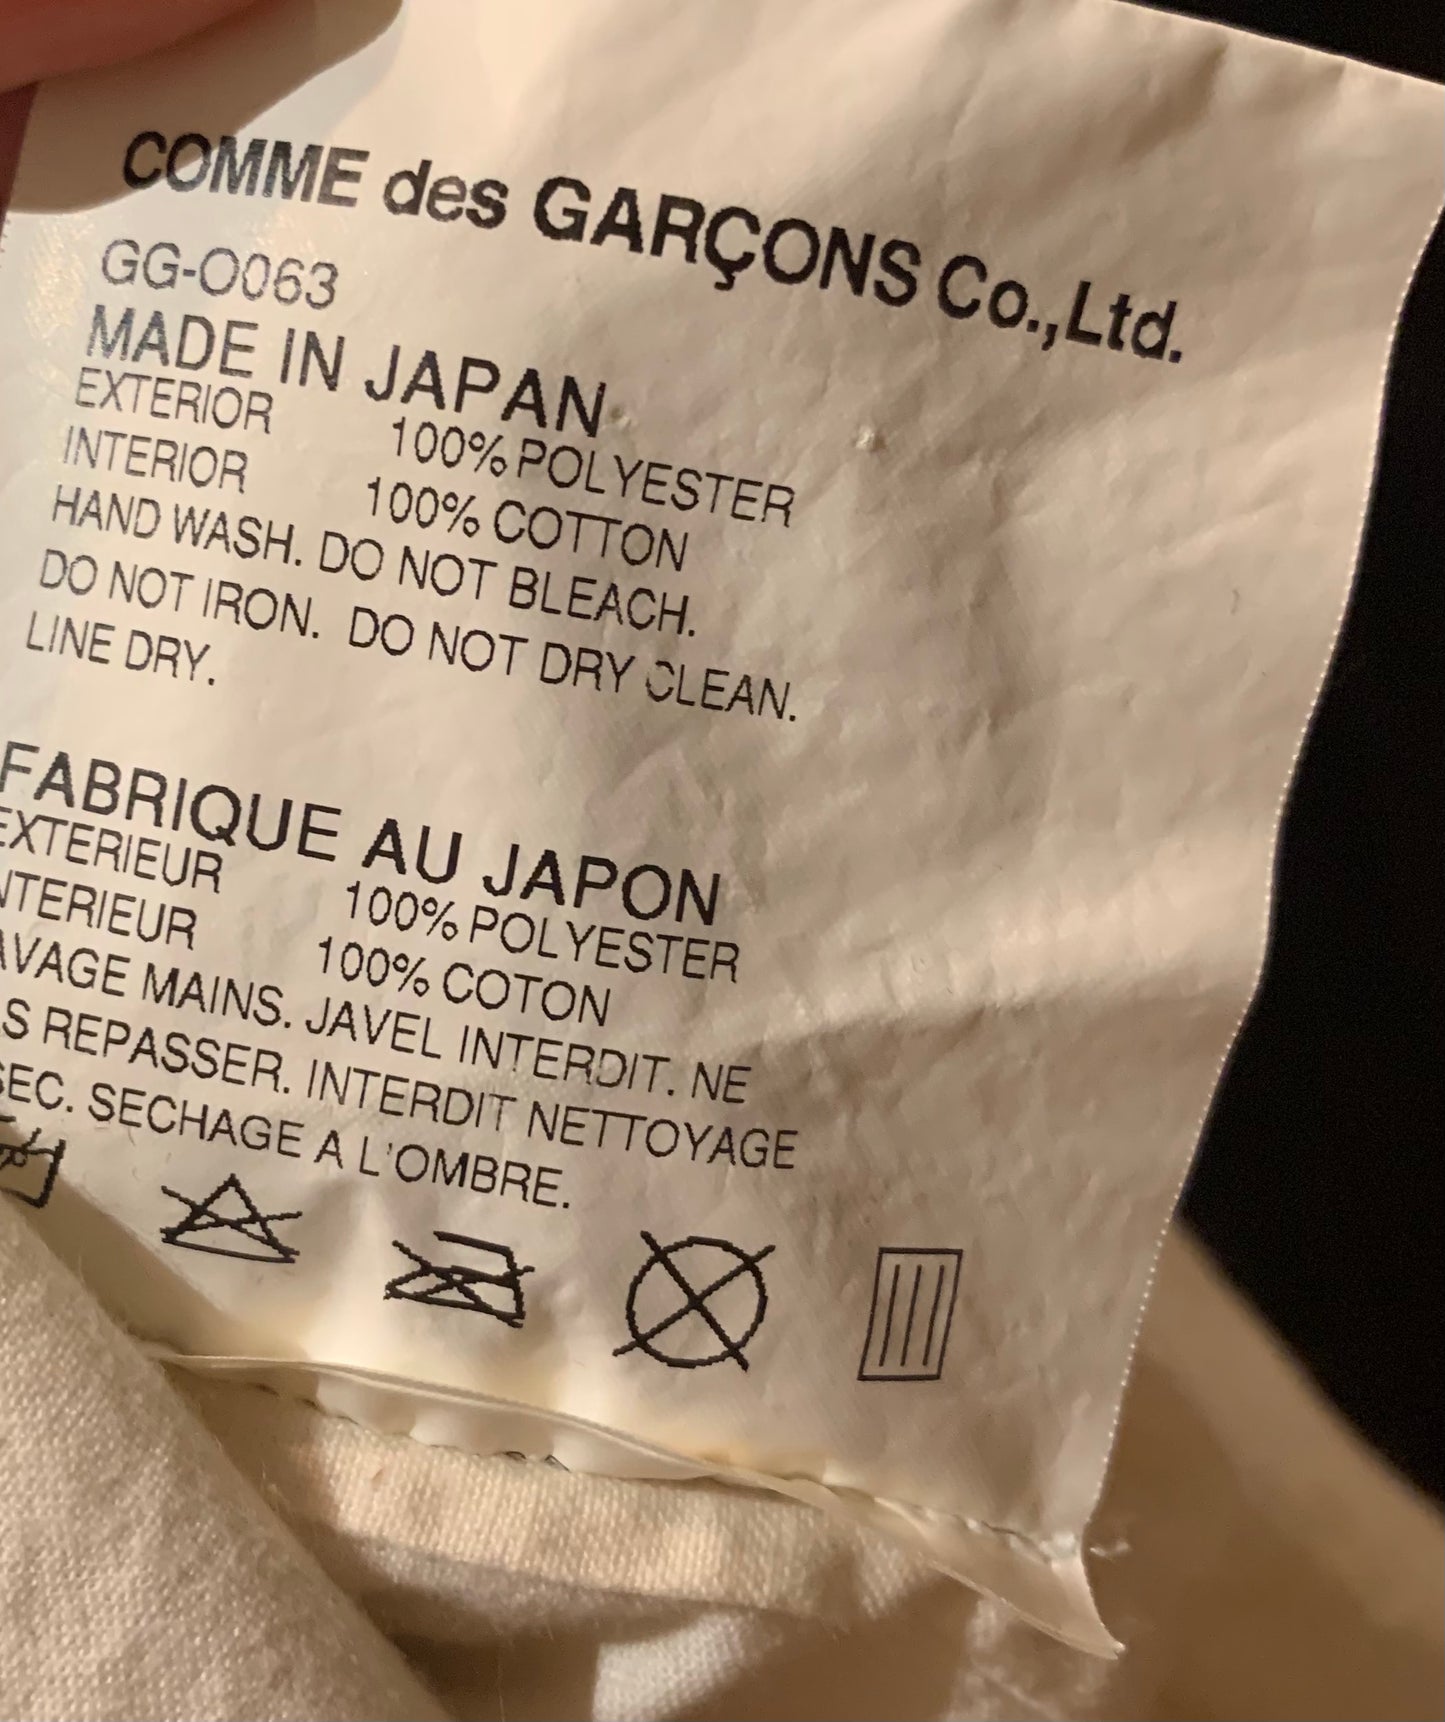 COMME des GARÇONS Co.,Ltd.
GG-O063
MADE IN JAPAN
EXTERIOR 100% POLYESTER
INTERIOR 100% COTTON
HAND WASH. DO NOT BLEACH.
DO NOT IRON. DO NOT DRY CLEAN.
LINE DRY.
FABRIQUE AU JAPON
EXTERIEUR 100% POLYESTER
NTERIEUR 100% COTON
AVAGE MAINS. JAVEL INTERDIT. NE
S REPASSER. INTERDIT NETTOYAGE
SEC. SECHAGE A L'OMBRE.